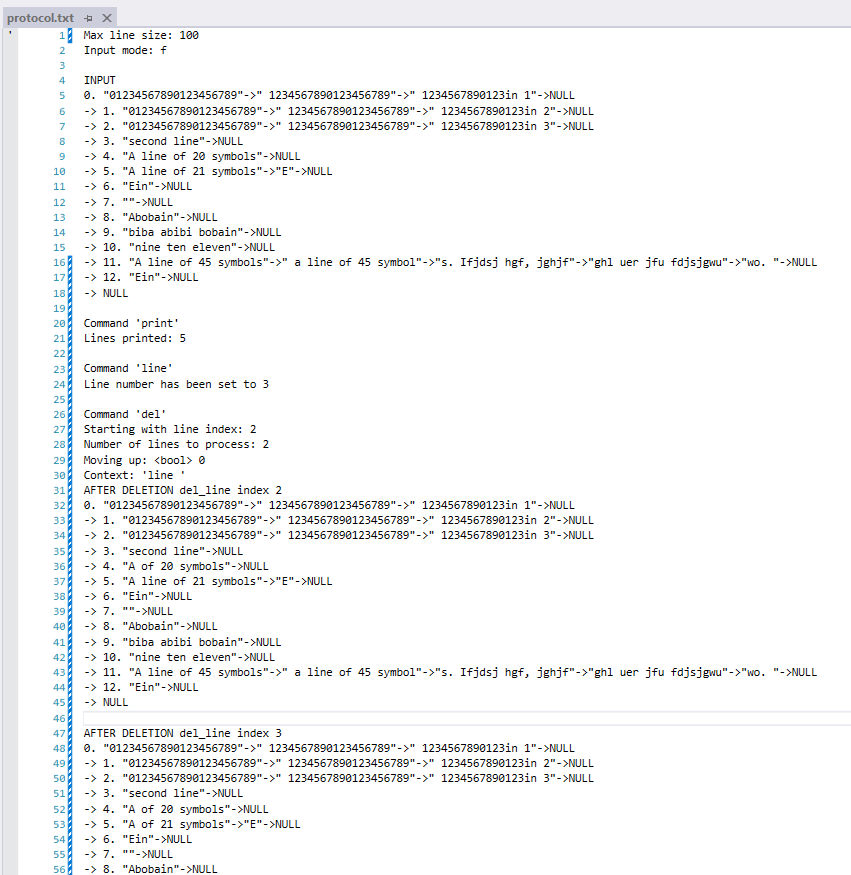 protocol.txt
1 Max line size: 100
2 Input mode: f
3
4 INPUT
5 0. "01234567890123456789"->" 1234567890123456789"->" 1234567890123in 1"->NULL
6 -> 1. "01234567890123456789"->" 1234567890123456789"->" 1234567890123in 2"->NULL
7 -> 2. "01234567890123456789"->" 1234567890123456789"->" 1234567890123in 3"->NULL
8 -> 3. "second line"->NULL
9 -> 4. "A line of 20 symbols"->NULL
10 -> 5. "A line of 21 symbols"->"E"->NULL
11 -> 6. "Ein"->NULL
12 -> 7. ""->NULL
13 -> 8. "Abobain"->NULL
14 -> 9. "biba abibi bobain"->NULL
15 -> 10. "nine ten eleven"->NULL
16 -> 11. "A line of 45 symbols"->" a line of 45 symbol"->"s. Ifjdsj hgf, jghjf"->"ghl uer jfu fdjsjgwu"->"wo. "->NULL
17 -> 12. "Ein"->NULL
18 -> NULL
19
20 Command 'print'
21 Lines printed: 5
22
23 Command 'line'
24 Line number has been set to 3
25
26 Command 'del'
27 Starting with line index: 2
28 Number of lines to process: 2
29 Moving up: <bool> 0
30 Context: 'line '
31 AFTER DELETION del_line index 2
32 0. "01234567890123456789"->" 1234567890123456789"->" 1234567890123in 1"->NULL
33 -> 1. "01234567890123456789"->" 1234567890123456789"->" 1234567890123in 2"->NULL
34 -> 2. "01234567890123456789"->" 1234567890123456789"->" 1234567890123in 3"->NULL
35 -> 3. "second line"->NULL
36 -> 4. "A of 20 symbols"->NULL
37 -> 5. "A line of 21 symbols"->"E"->NULL
38 -> 6. "Ein"->NULL
39 -> 7. ""->NULL
40 -> 8. "Abobain"->NULL
41 -> 9. "biba abibi bobain"->NULL
42 -> 10. "nine ten eleven"->NULL
43 -> 11. "A line of 45 symbols"->" a line of 45 symbol"->"s. Ifjdsj hgf, jghjf"->"ghl uer jfu fdjsjgwu"->"wo. "->NULL
44 -> 12. "Ein"->NULL
45 -> NULL
46
47 AFTER DELETION del_line index 3
48 0. "01234567890123456789"->" 1234567890123456789"->" 1234567890123in 1"->NULL
49 -> 1. "01234567890123456789"->" 1234567890123456789"->" 1234567890123in 2"->NULL
50 -> 2. "01234567890123456789"->" 1234567890123456789"->" 1234567890123in 3"->NULL
51 -> 3. "second line"->NULL
52 -> 4. "A of 20 symbols"->NULL
53 -> 5. "A of 21 symbols"->"E"->NULL
54 -> 6. "Ein"->NULL
55 -> 7. ""->NULL
56 -> 8. "Abobain"->NULL